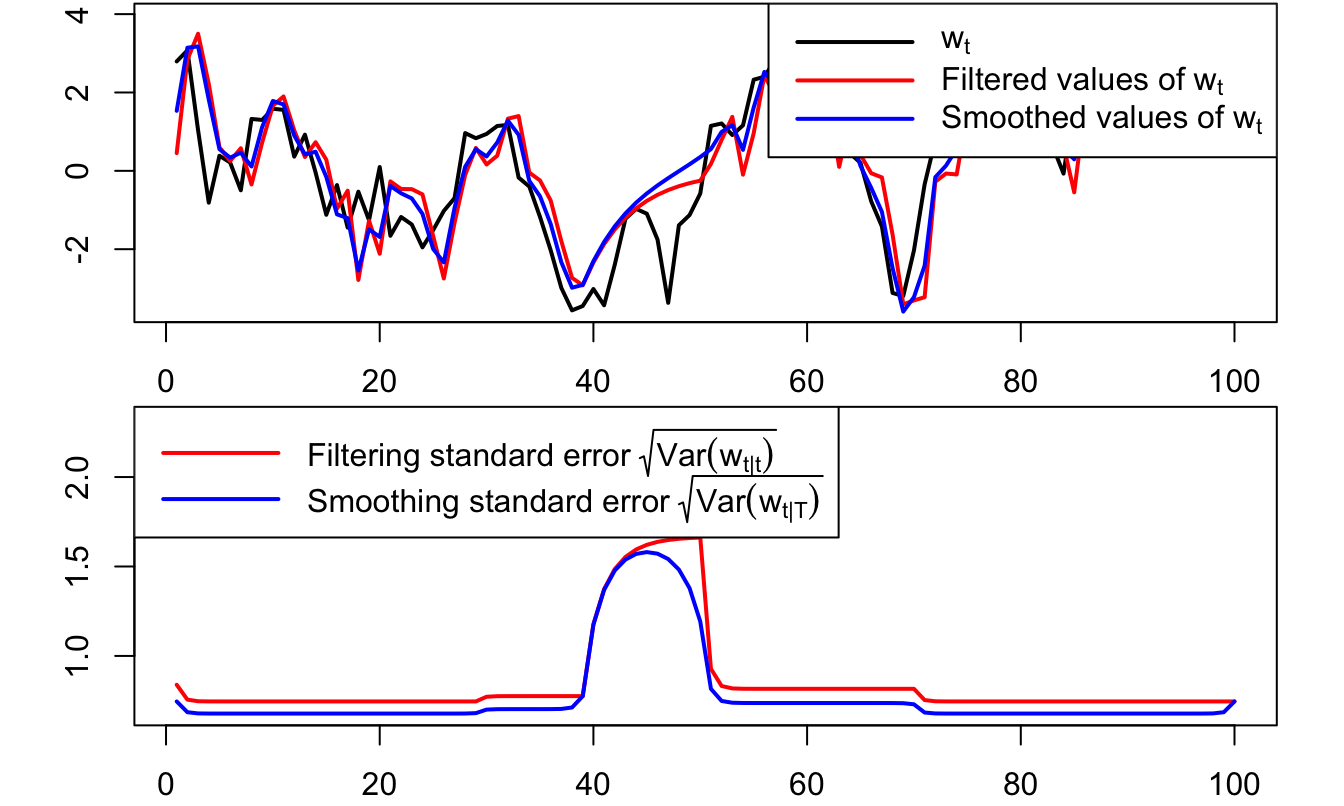 4
2
0
-2
w_t
Filtered values of w_t
Smoothed values of w_t
0 20 40 60 80 100
2.0
1.5
1.0
Filtering standard error √Var(w_t|t)
Smoothing standard error √Var(w_t|T)
0 20 40 60 80 100